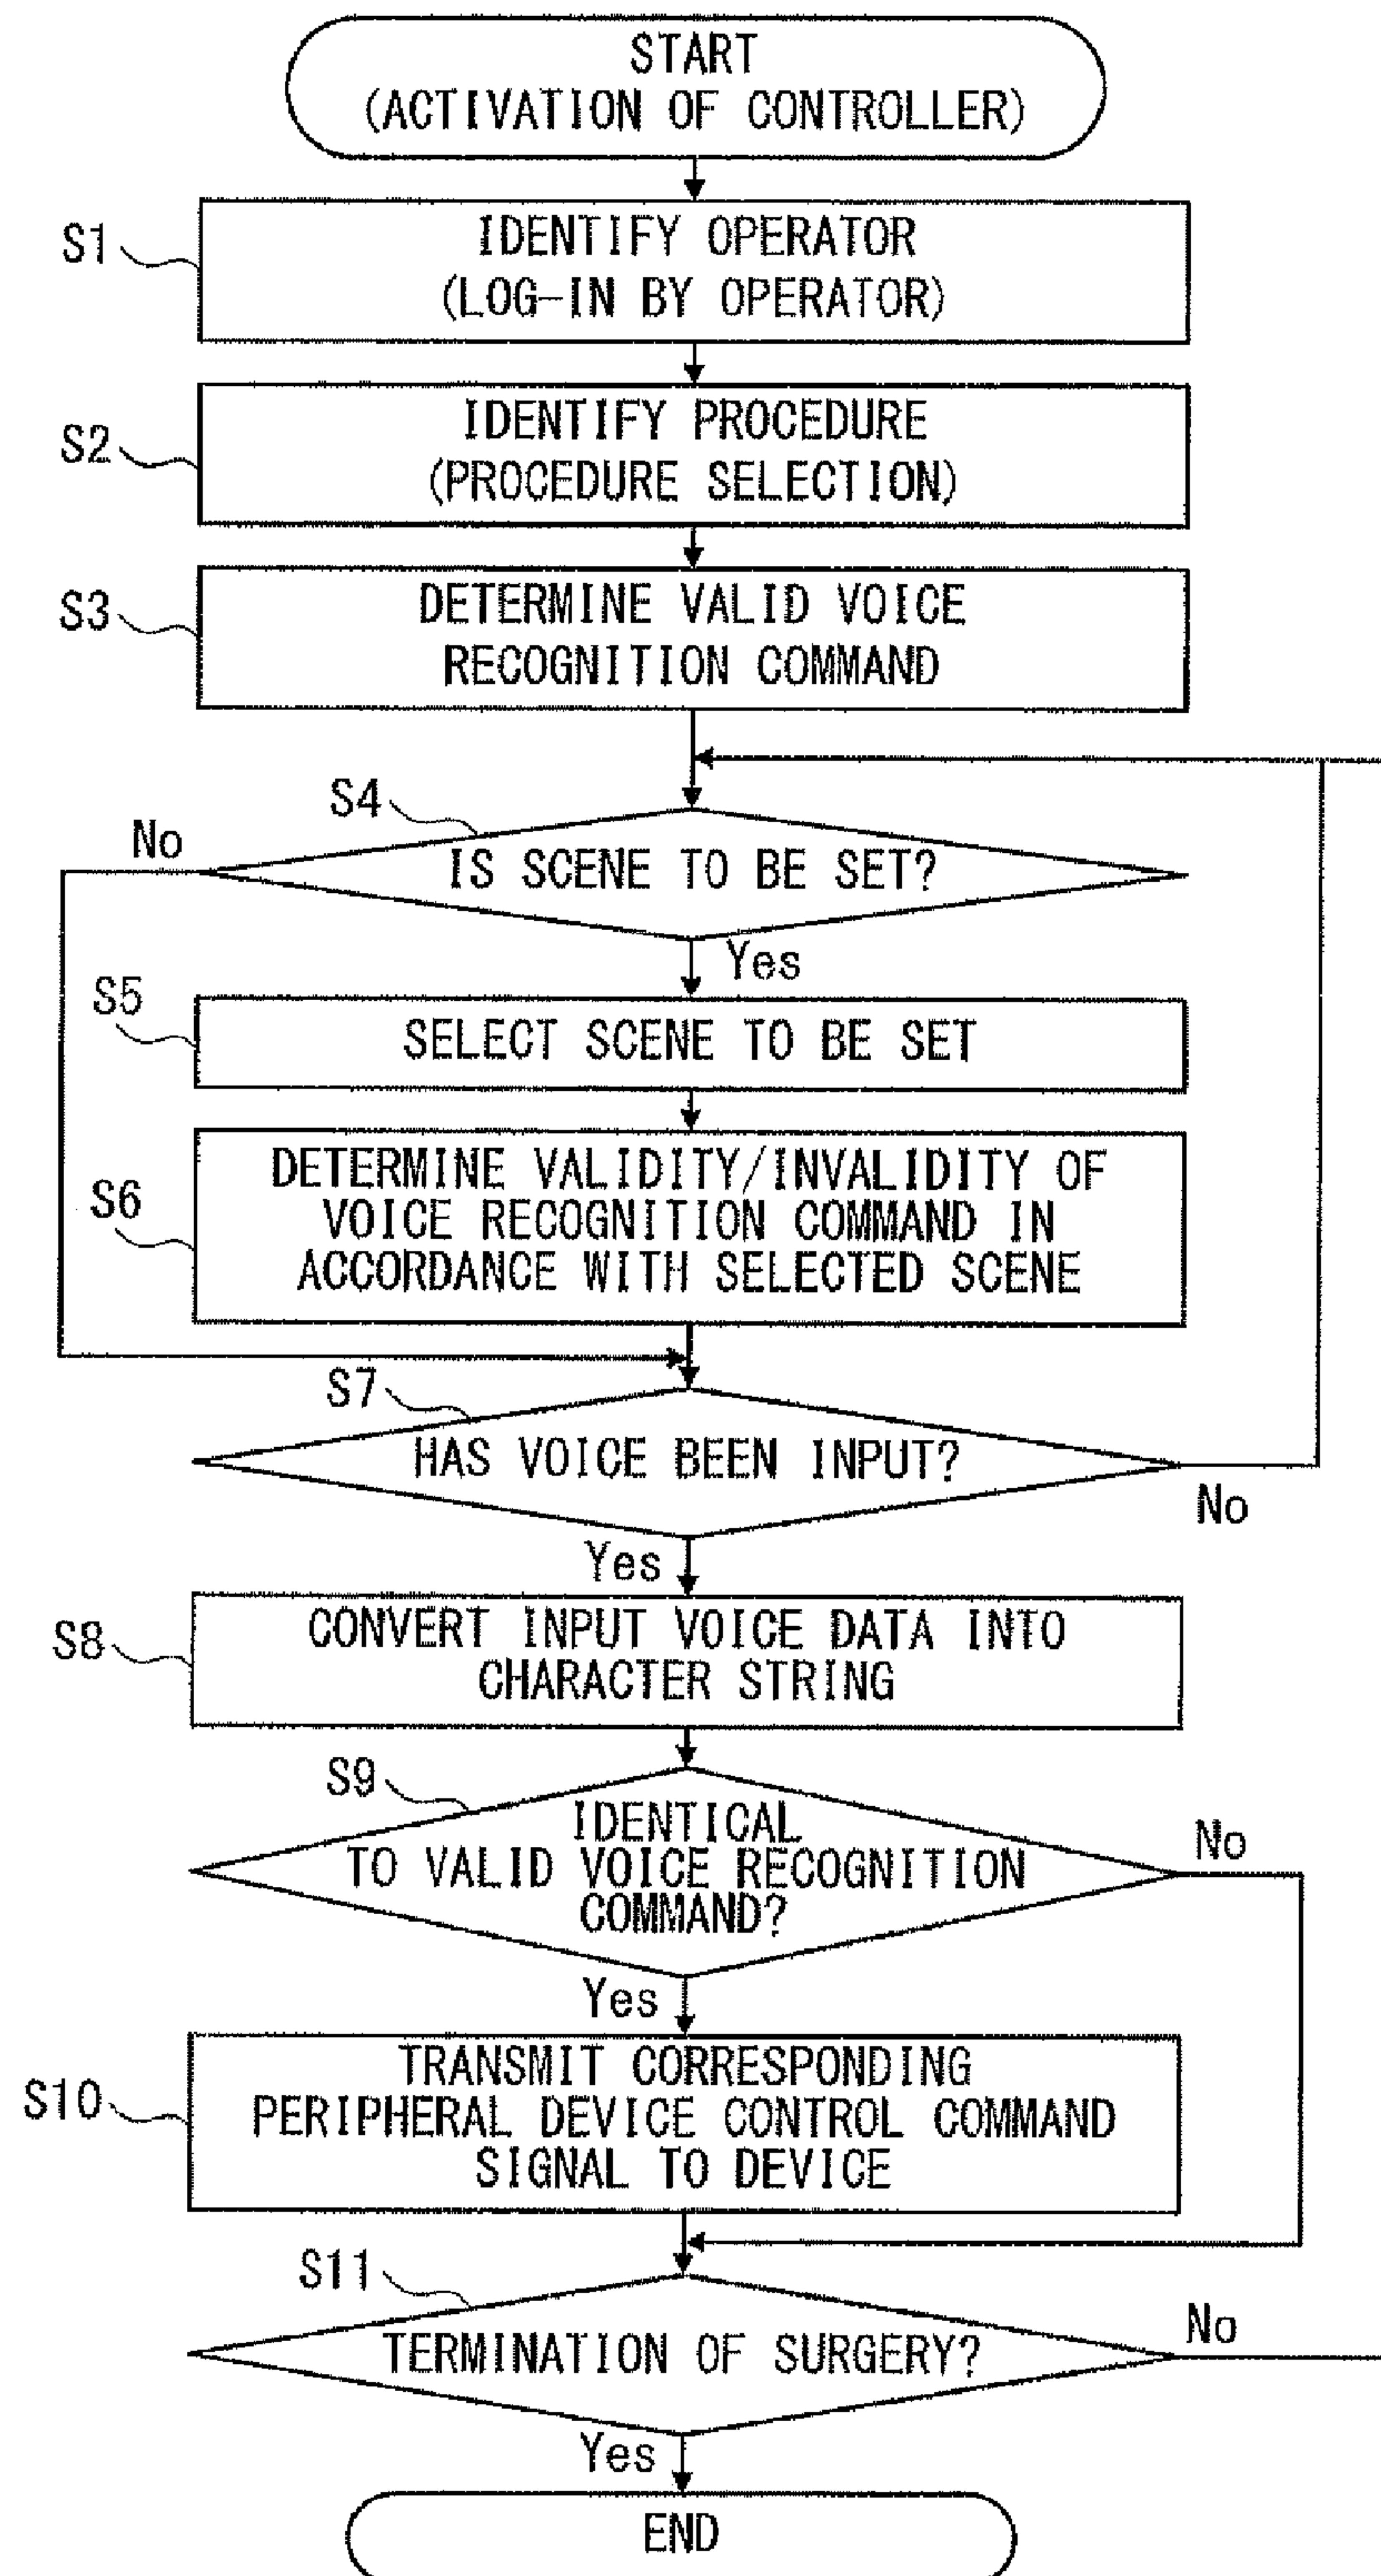 START
(ACTIVATION OF CONTROLLER)
S1
IDENTIFY OPERATOR
(LOG-IN BY OPERATOR)
S2
IDENTIFY PROCEDURE
(PROCEDURE SELECTION)
S3
DETERMINE VALID VOICE
RECOGNITION COMMAND
S4
No
IS SCENE TO BE SET?
Yes
S5
SELECT SCENE TO BE SET
S6
DETERMINE VALIDITY/INVALIDITY OF
VOICE RECOGNITION COMMAND IN
ACCORDANCE WITH SELECTED SCENE
S7
HAS VOICE BEEN INPUT?
No
Yes
S8
CONVERT INPUT VOICE DATA INTO
CHARACTER STRING
S9
IDENTICAL
TO VALID VOICE RECOGNITION
COMMAND?
No
Yes
S10
TRANSMIT CORRESPONDING
PERIPHERAL DEVICE CONTROL COMMAND
SIGNAL TO DEVICE
S11
TERMINATION OF SURGERY?
No
Yes
END